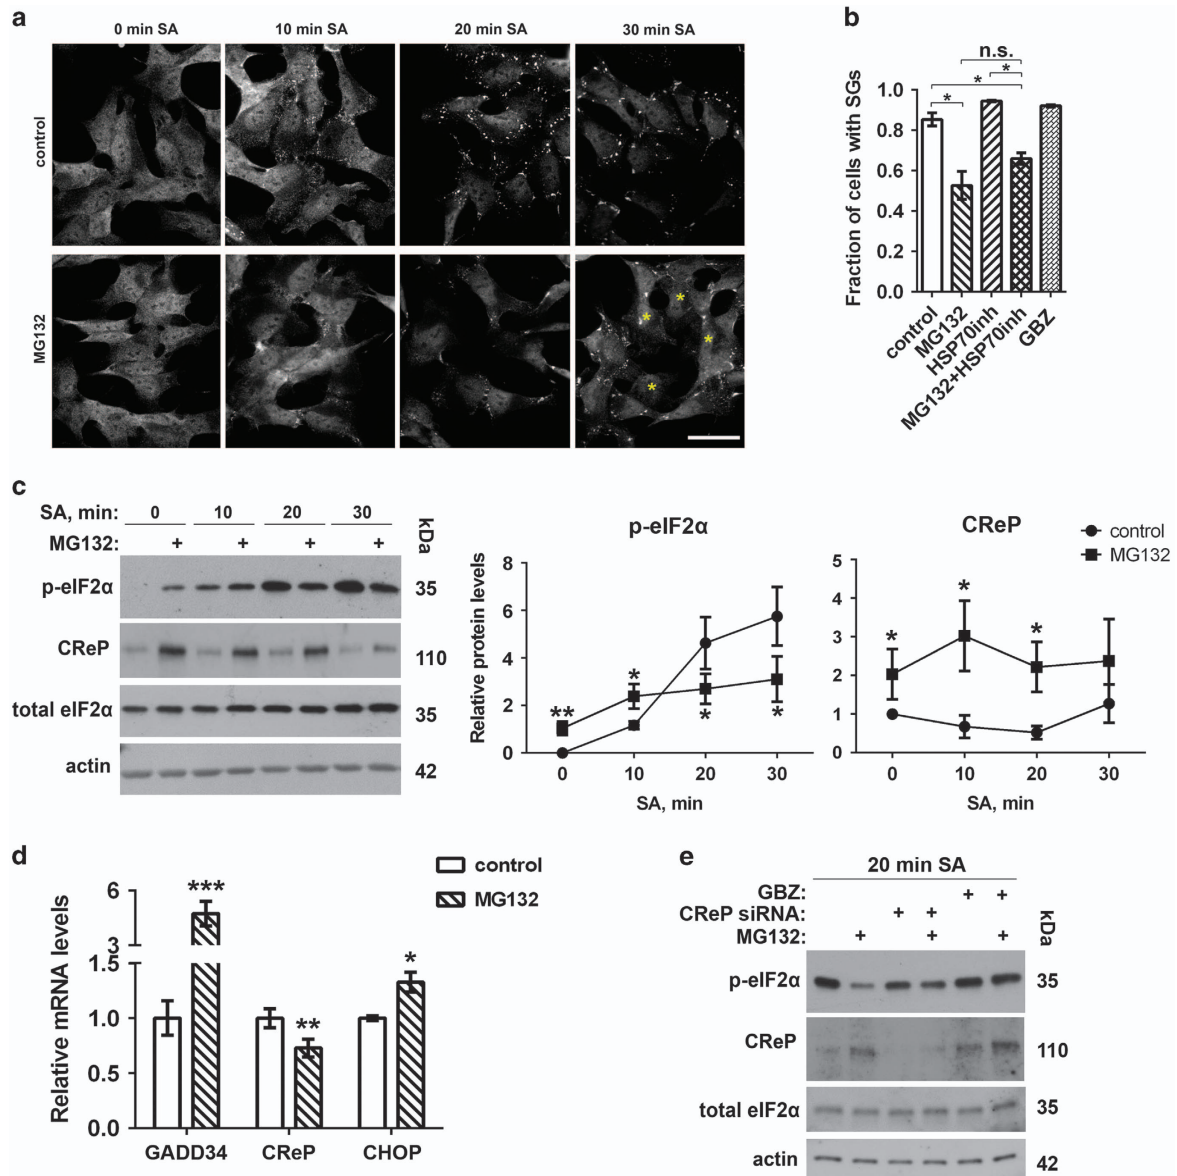 a
0 min SA 10 min SA 20 min SA 30 min SA
control
MG132
* * * *
b
n.s.
* *
*
Fraction of cells with SGs
1.0
0.8
0.6
0.4
0.2
0.0
control MG132 HSP70inh MG132+HSP70inh GBZ
c
SA, min: 0 10 20 30
MG132: + + + +
kDa
p-eIF2α 35
CReP 110
total eIF2α 35
actin 42
p-eIF2α
Relative protein levels
8
6
4
2
0
** * * *
0 10 20 30
SA, min
CReP
control
MG132
5
4
3
2
1
0
* * *
0 10 20 30
SA, min
d
control
MG132
Relative mRNA levels
6
3
1.5
1.0
0.5
0.0
*** ** *
GADD34 CReP CHOP
e
20 min SA
GBZ: + +
CReP siRNA: + +
MG132: + + +
kDa
p-eIF2α 35
CReP 110
total eIF2α 35
actin 42